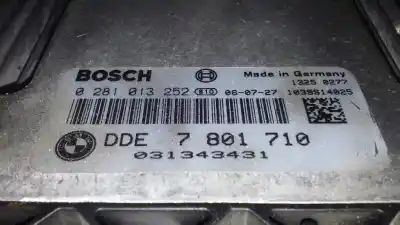 BOSCH Made in Germany
1325 0277
0 281 013 252 06-07-27 1039S14825
DDE 7 801 710
031343431